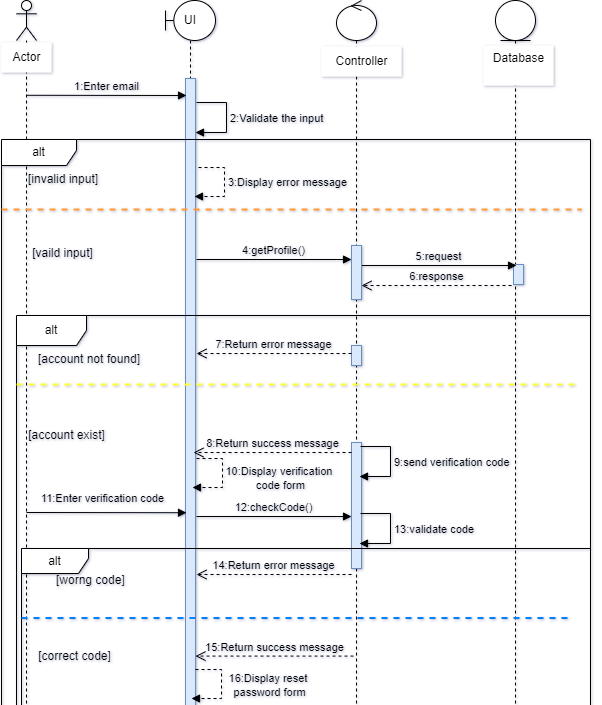 UI
Actor
Controller
Database
1:Enter email
2:Validate the input
alt
[invalid input]
3:Display error message
[vaild input]
4:getProfile()
5:request
6:response
alt
7:Return error message
[account not found]
[account exist]
8:Return success message
9:send verification code
10:Display verification
code form
11:Enter verification code
12:checkCode()
13:validate code
alt
14:Return error message
[worng code]
15:Return success message
[correct code]
16:Display reset
password form